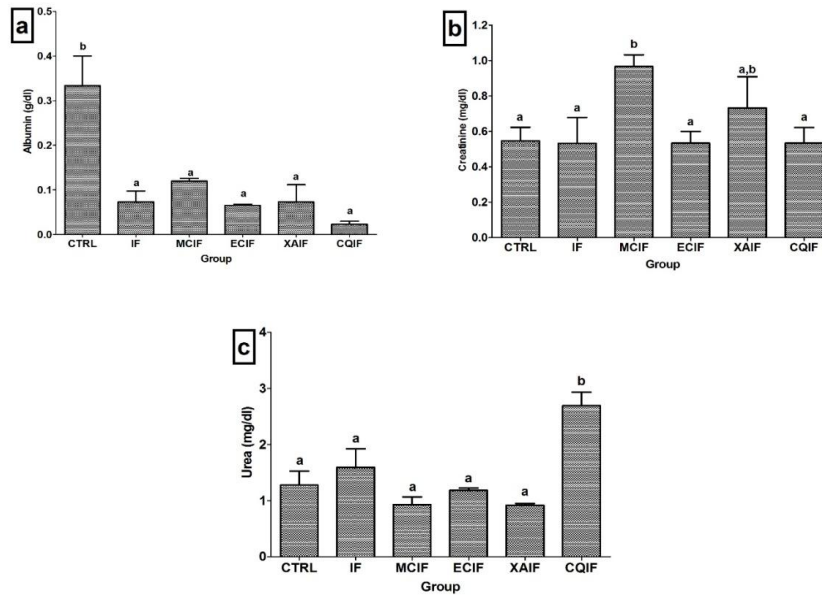 a
Albumin (g/dl)
0.5
0.4
0.3
0.2
0.1
0.0
b
a
a
a
a
a
CTRL IF MCIF ECIF XAIF CQIF
Group
b
Creatinine (mg/dl)
1.2
1.0
0.8
0.6
0.4
0.2
0.0
a
a
b
a
a,b
a
CTRL IF MCIF ECIF XAIF CQIF
Group
c
Urea (mg/dl)
4
3
2
1
0
a
a
a
a
a
b
CTRL IF MCIF ECIF XAIF CQIF
Group